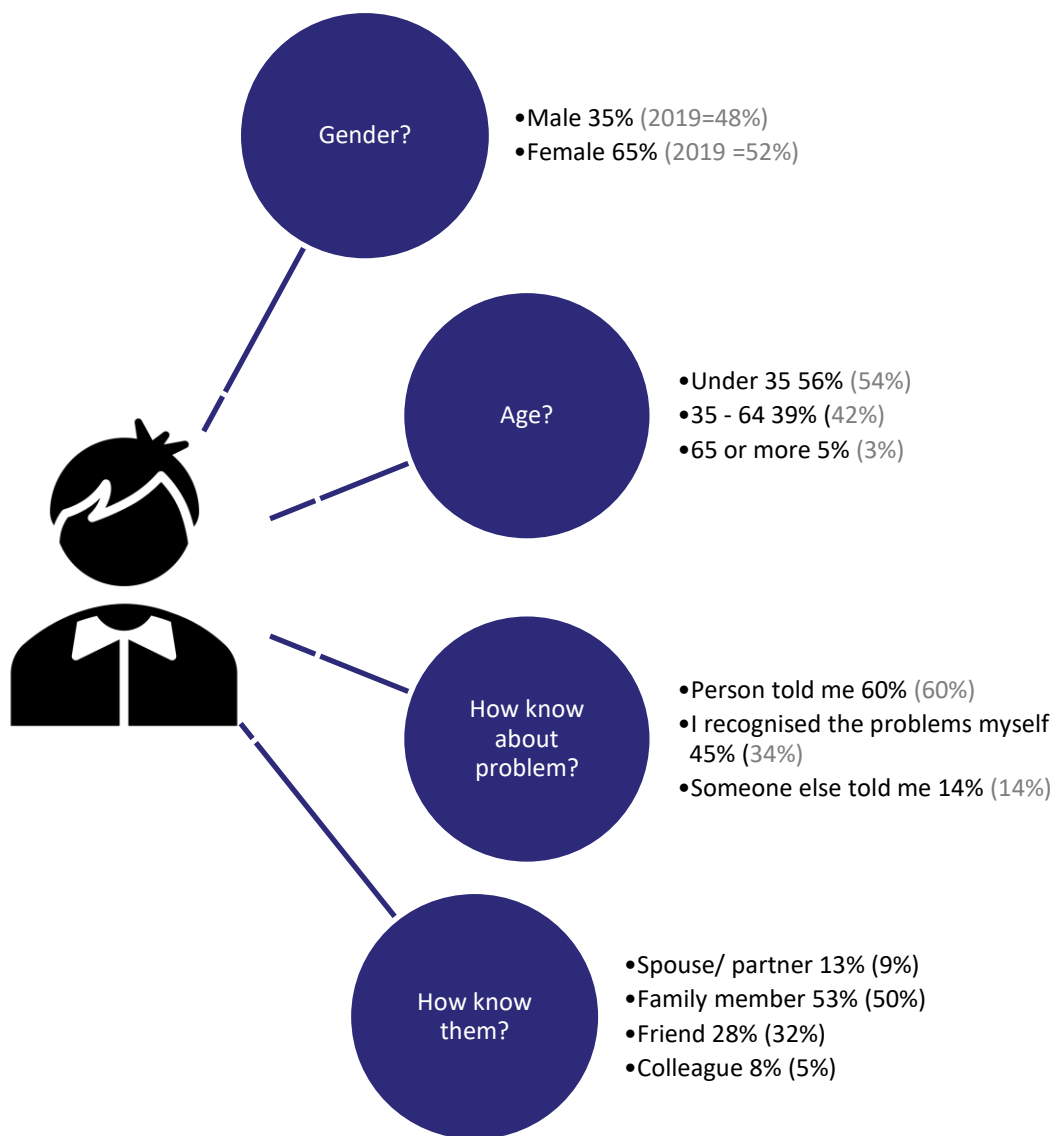 Gender?
•Male 35% (2019=48%)
•Female 65% (2019 =52%)
Age?
•Under 35 56% (54%)
•35 - 64 39% (42%)
•65 or more 5% (3%)
How know
about
problem?
•Person told me 60% (60%)
•I recognised the problems myself
45% (34%)
•Someone else told me 14% (14%)
How know
them?
•Spouse/ partner 13% (9%)
•Family member 53% (50%)
•Friend 28% (32%)
•Colleague 8% (5%)